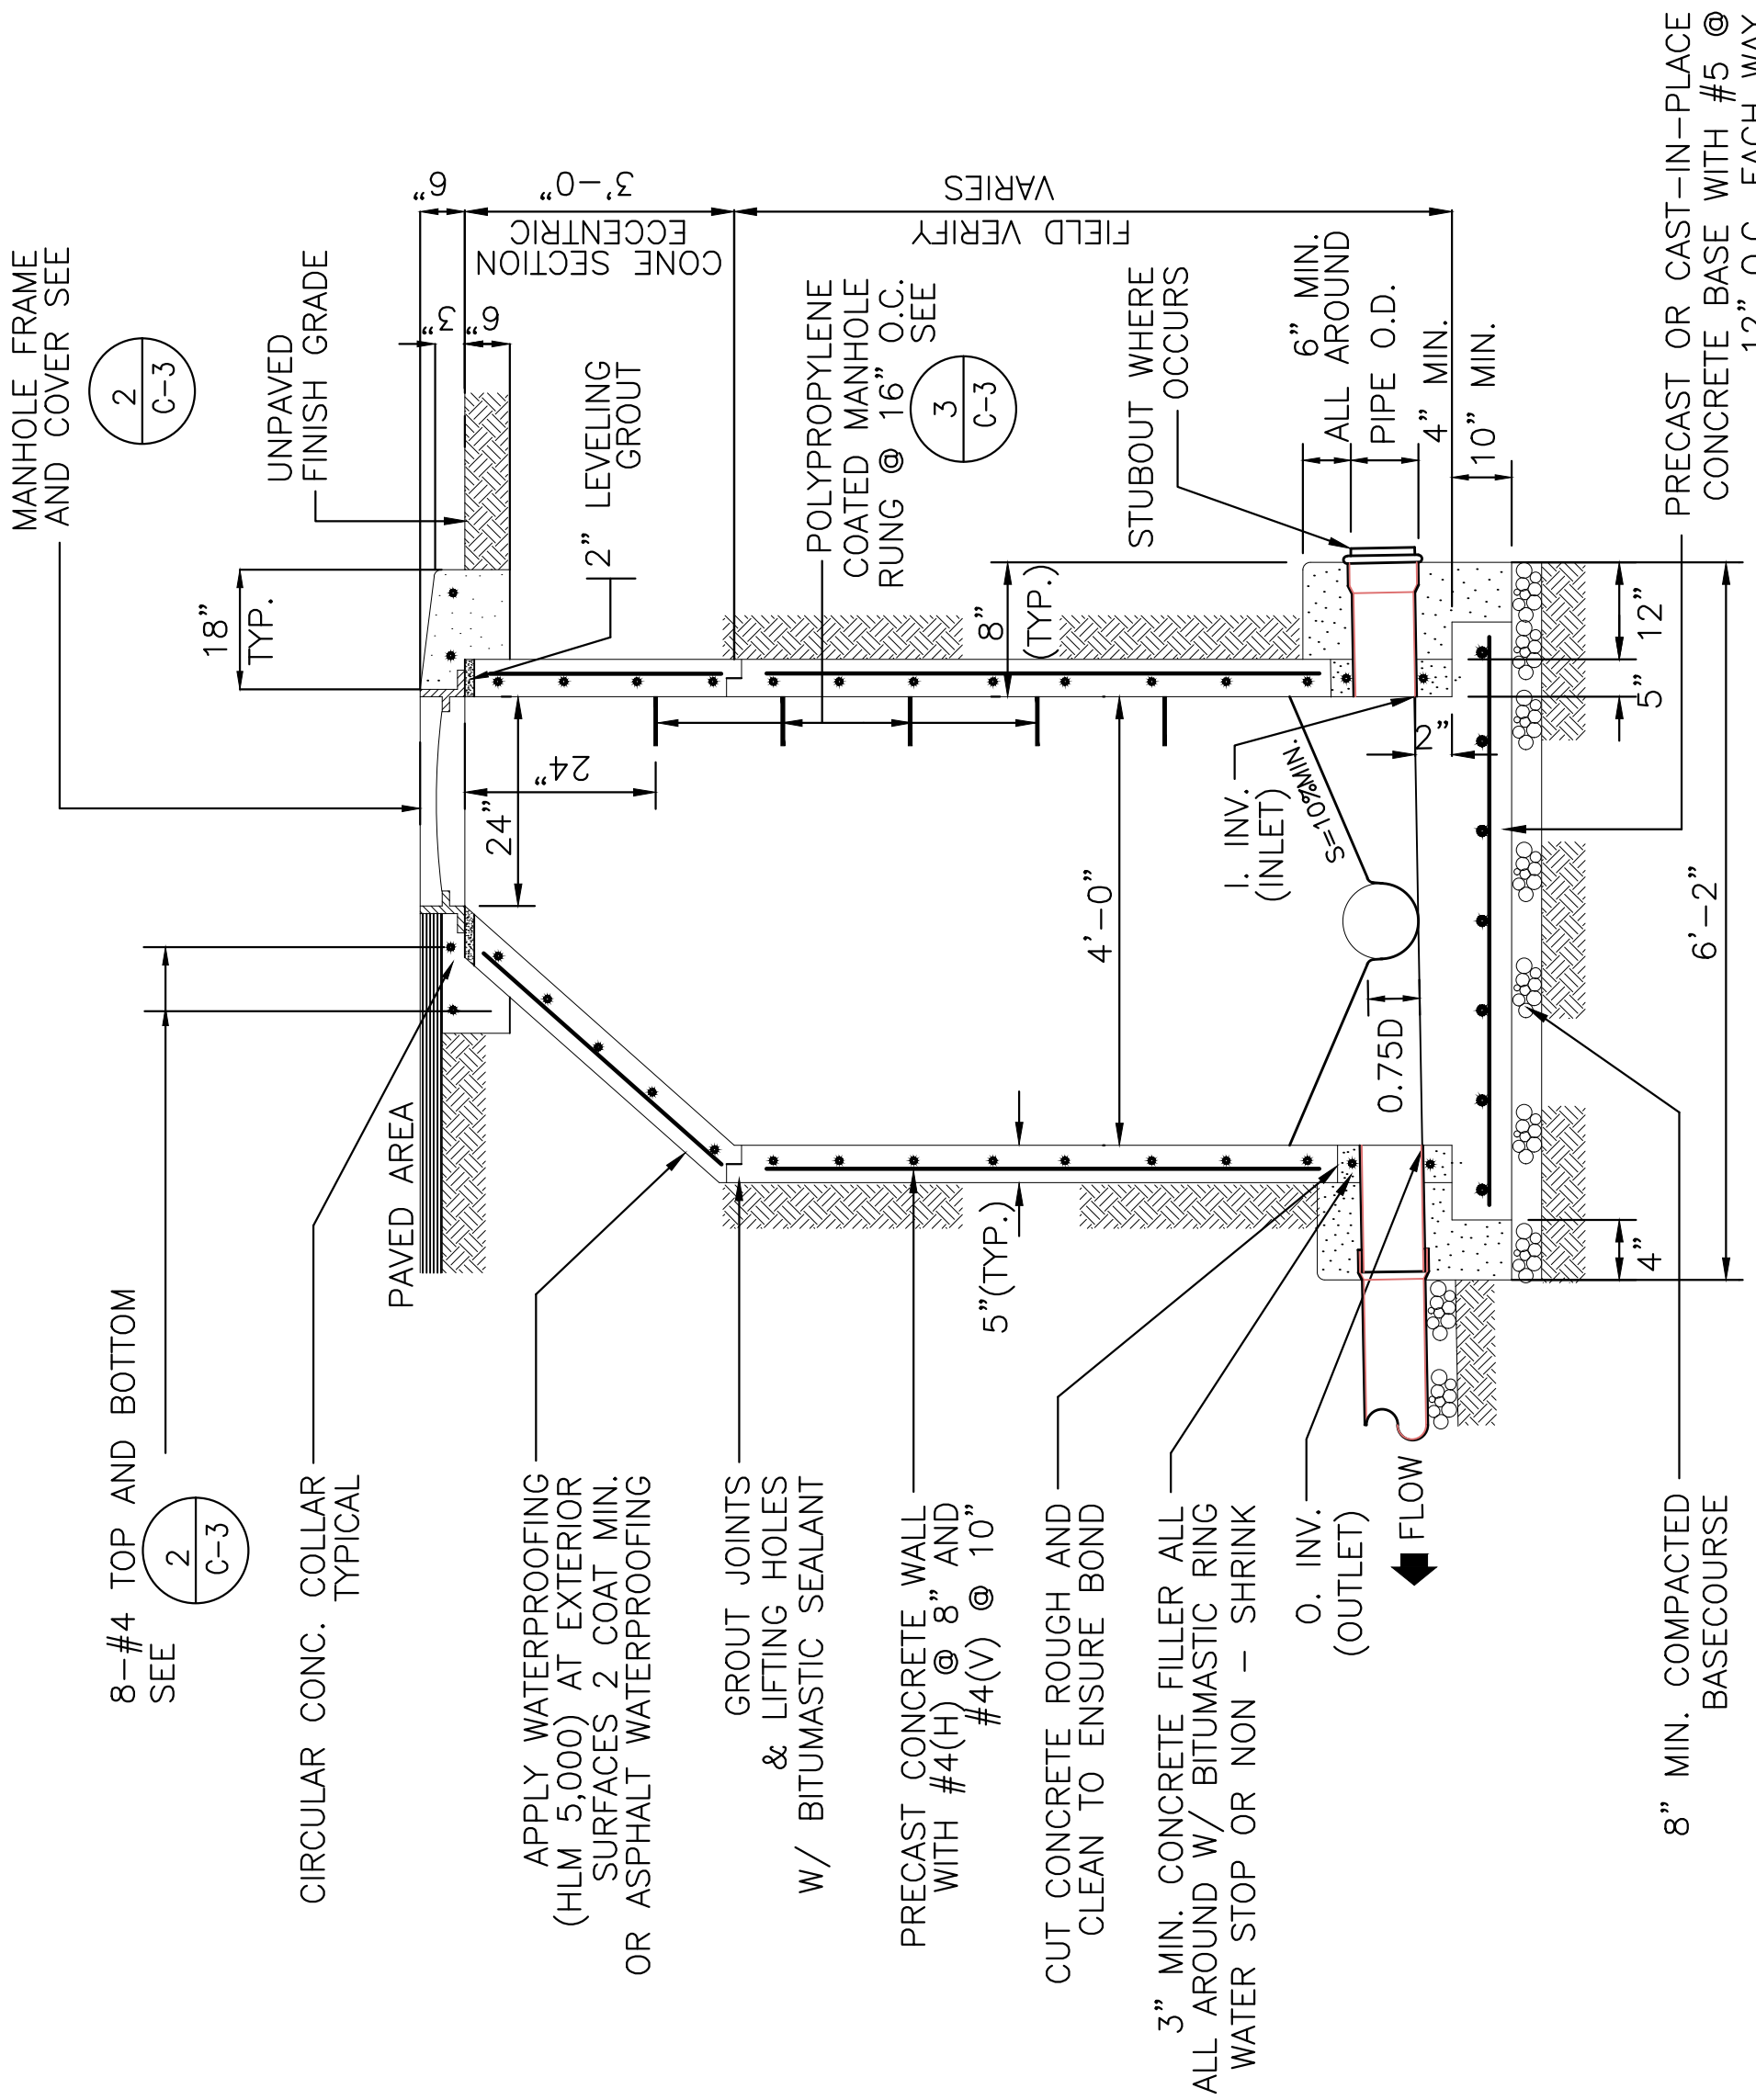 MANHOLE FRAME
AND COVER SEE
2
C-3
UNPAVED
FINISH GRADE
18"
TYP.
3"
6"
6"
3'-0"
ECCENTRIC
CONE SECTION
VARIES
FIELD VERIFY
2" LEVELING
GROUT
POLYPROPYLENE
COATED MANHOLE
RUNG @ 16" O.C.
SEE
3
C-3
STUBOUT WHERE
OCCURS
6" MIN.
ALL AROUND
PIPE O.D.
4" MIN.
10" MIN.
PRECAST OR CAST-IN-PLACE
CONCRETE BASE WITH #5 @
12" O.C. EACH WAY
8"
(TYP.)
24"
24"
4'-0"
I. INV.
(INLET)
S=10%MIN.
2"
0.75D
12"
5"
6'-2"
4"
5"(TYP.)
PAVED AREA
8-#4 TOP AND BOTTOM
SEE
2
C-3
CIRCULAR CONC. COLLAR
TYPICAL
APPLY WATERPROOFING
(HLM 5,000) AT EXTERIOR
SURFACES 2 COAT MIN.
OR ASPHALT WATERPROOFING
GROUT JOINTS
& LIFTING HOLES
W/ BITUMASTIC SEALANT
PRECAST CONCRETE WALL
WITH #4(H) @ 8" AND
#4(V) @ 10"
CUT CONCRETE ROUGH AND
CLEAN TO ENSURE BOND
3" MIN. CONCRETE FILLER ALL
ALL AROUND W/ BITUMASTIC RING
WATER STOP OR NON - SHRINK
O. INV.
(OUTLET)
FLOW
8" MIN. COMPACTED
BASECOURSE